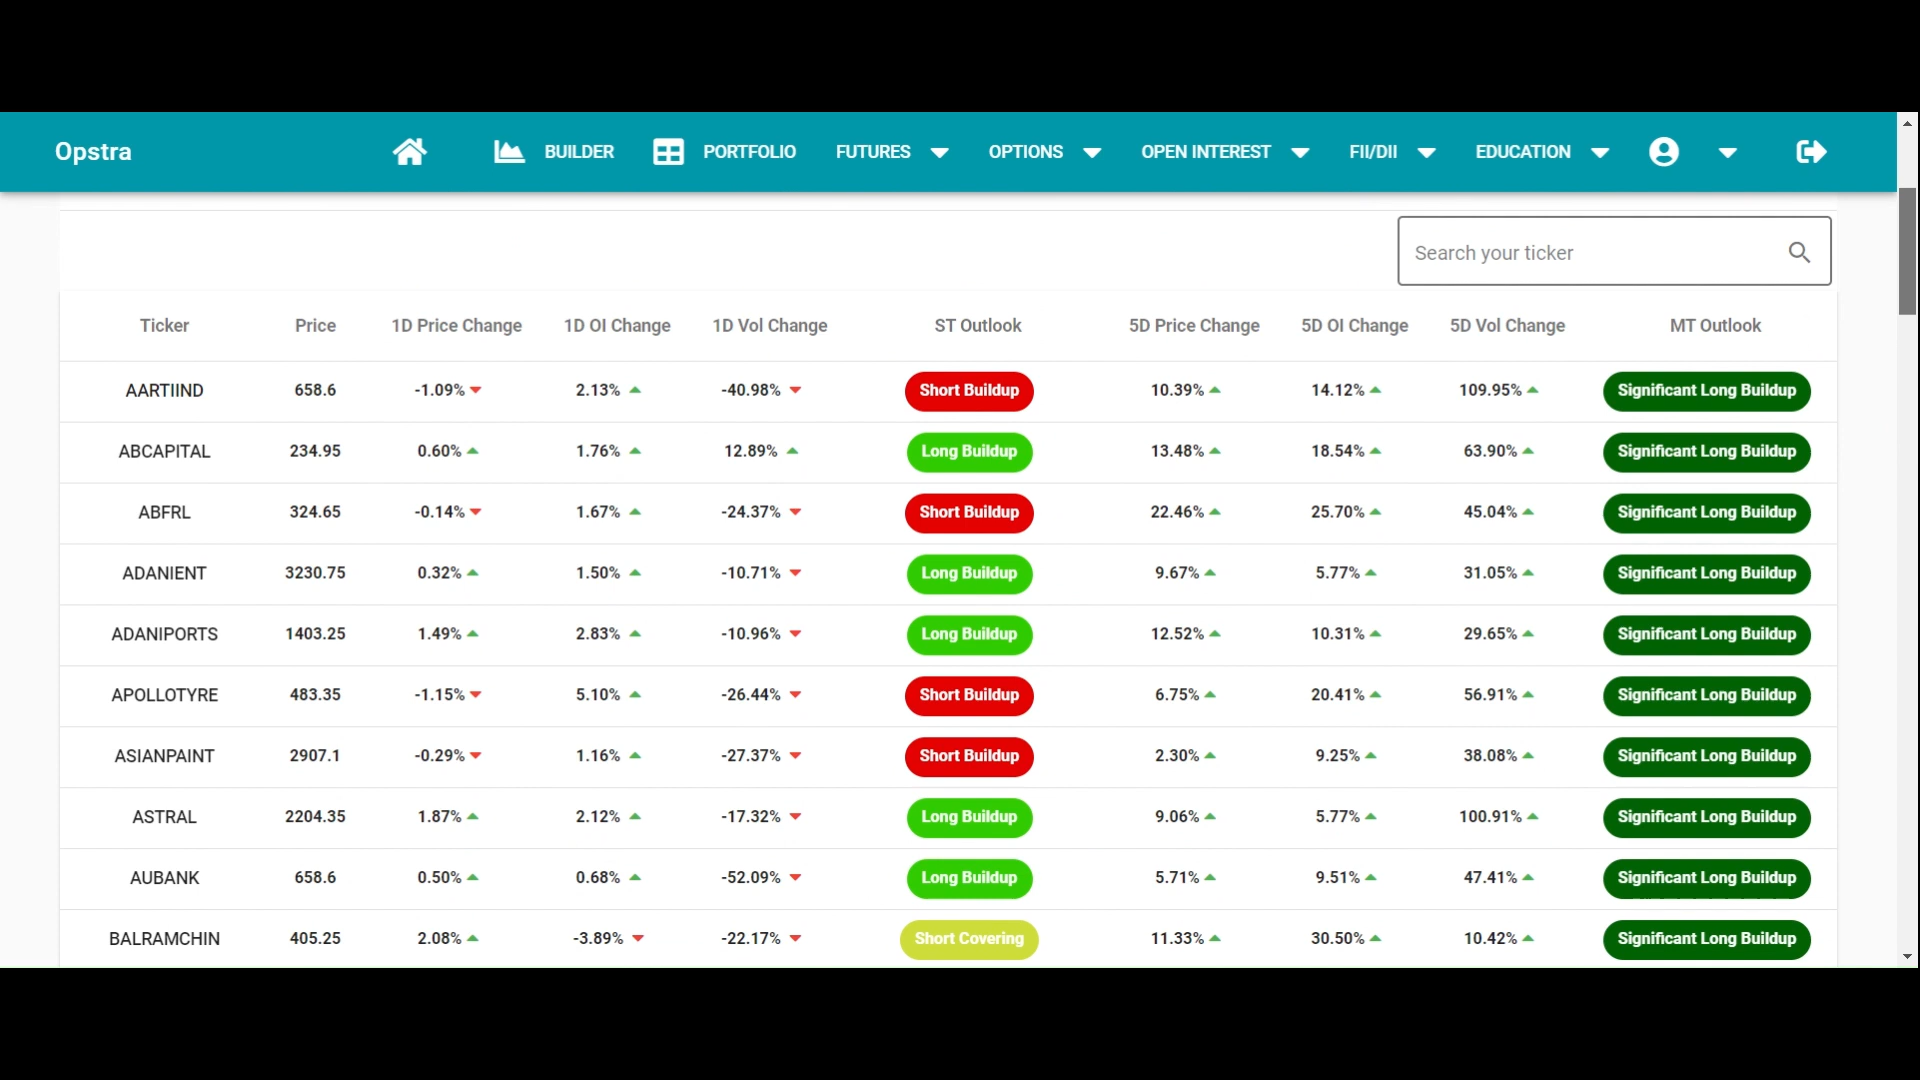 Opstra BUILDER PORTFOLIO FUTURES OPTIONS OPEN INTEREST FII/DII EDUCATION
Search your ticker
Ticker Price 1D Price Change 1D OI Change 1D Vol Change ST Outlook 5D Price Change 5D OI Change 5D Vol Change MT Outlook
AARTIIND 658.6 -1.09% 2.13% -40.98% Short Buildup 10.39% 14.12% 109.95% Significant Long Buildup
ABCAPITAL 234.95 0.60% 1.76% 12.89% Long Buildup 13.48% 18.54% 63.90% Significant Long Buildup
ABFRL 324.65 -0.14% 1.67% -24.37% Short Buildup 22.46% 25.70% 45.04% Significant Long Buildup
ADANIENT 3230.75 0.32% 1.50% -10.71% Long Buildup 9.67% 5.77% 31.05% Significant Long Buildup
ADANIPORTS 1403.25 1.49% 2.83% -10.96% Long Buildup 12.52% 10.31% 29.65% Significant Long Buildup
APOLLOTYRE 483.35 -1.15% 5.10% -26.44% Short Buildup 6.75% 20.41% 56.91% Significant Long Buildup
ASIANPAINT 2907.1 -0.29% 1.16% -27.37% Short Buildup 2.30% 9.25% 38.08% Significant Long Buildup
ASTRAL 2204.35 1.87% 2.12% -17.32% Long Buildup 9.06% 5.77% 100.91% Significant Long Buildup
AUBANK 658.6 0.50% 0.68% -52.09% Long Buildup 5.71% 9.51% 47.41% Significant Long Buildup
BALRAMCHIN 405.25 2.08% -3.89% -22.17% Short Covering 11.33% 30.50% 10.42% Significant Long Buildup